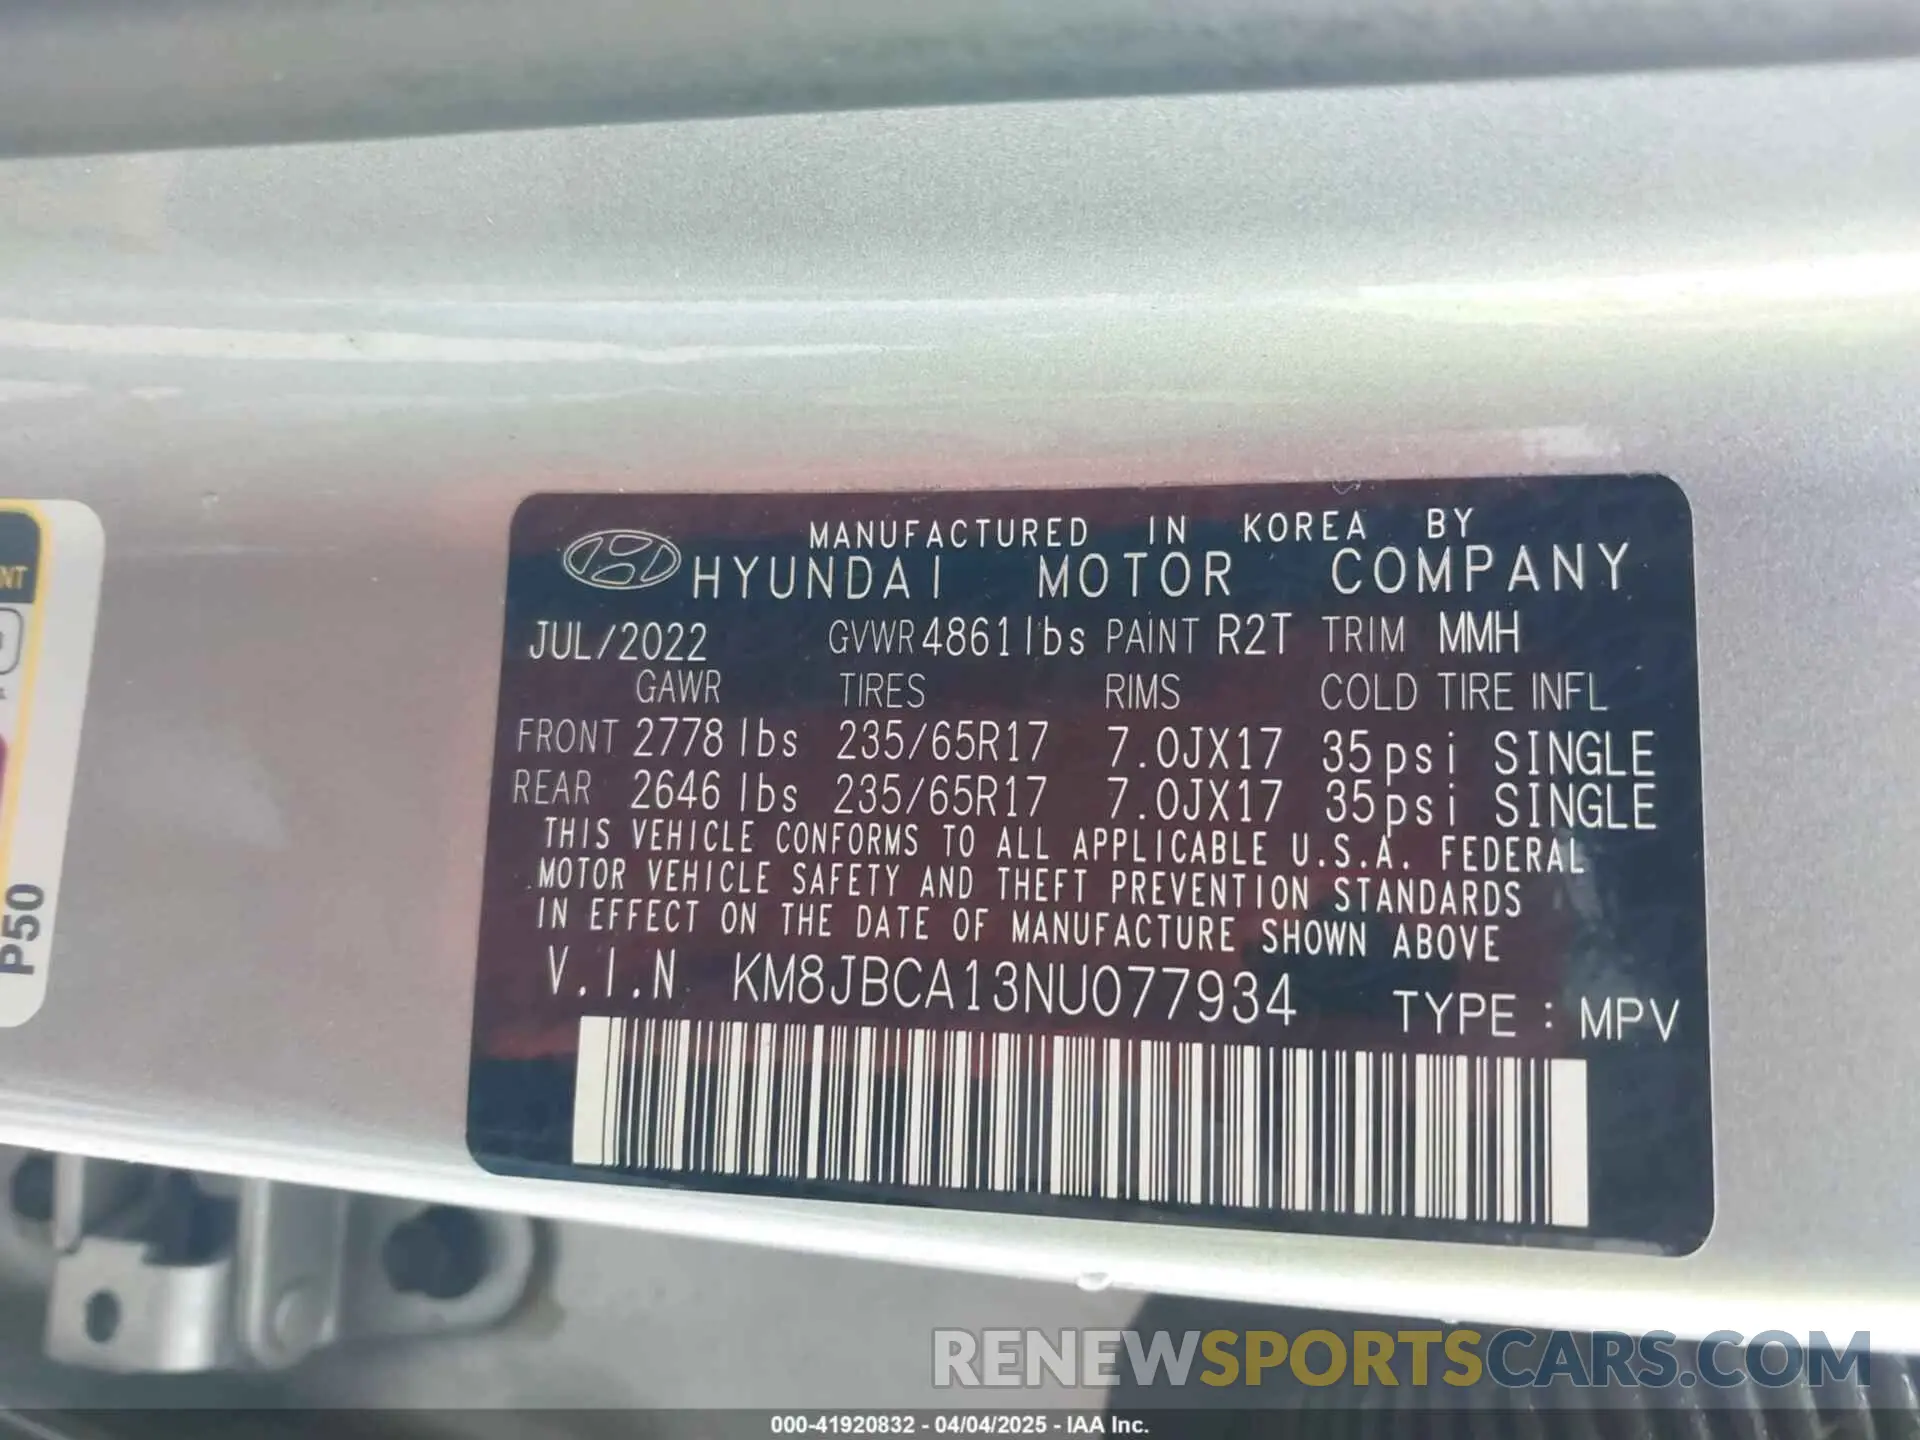 MANUFACTURED IN KOREA BY
HYUNDAI MOTOR COMPANY
JUL/2022 GVWR 4861lbs PAINT R2T TRIM MMH
GAWR TIRES RIMS COLD TIRE INFL
FRONT 2778 lbs 235/65R17 7.0JX17 35psi SINGLE
REAR 2646 lbs 235/65R17 7.0JX17 35psi SINGLE
THIS VEHICLE CONFORMS TO ALL APPLICABLE U.S.A. FEDERAL
MOTOR VEHICLE SAFETY AND THEFT PREVENTION STANDARDS
IN EFFECT ON THE DATE OF MANUFACTURE SHOWN ABOVE
V.I.N KM8JBCA13NU077934 TYPE : MPV
NT
P50
RENEWSPORTSCARS.COM
000-41920832 - 04/04/2025 - IAA Inc.